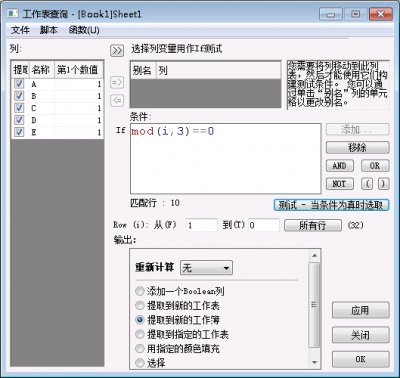 工作表查询 - [Book1]Sheet1
文件 脚本 函数(U)
列:
提取 名称 第1个数值
A 1
B 1
C 1
D 1
E 1
>>
选择列变量用作If测试
别名 列
=>
<=
您需要将列移动到此列表，然后才能使用它们构建测试条件。 您可以通过单击“别名”列的单元格以更改别名。
条件:
If
mod(i,3)==0
添加...
移除
AND OR
NOT ( )
匹配行 : 10
测试 - 当条件为真时选取
Row (i): 从(F) 1 到(T) 0 所有行 (32)
输出:
重新计算 无
添加一个Boolean列
提取到新的工作表
提取到新的工作簿
提取到指定的工作表
用指定的颜色填充
选择
应用
关闭
OK